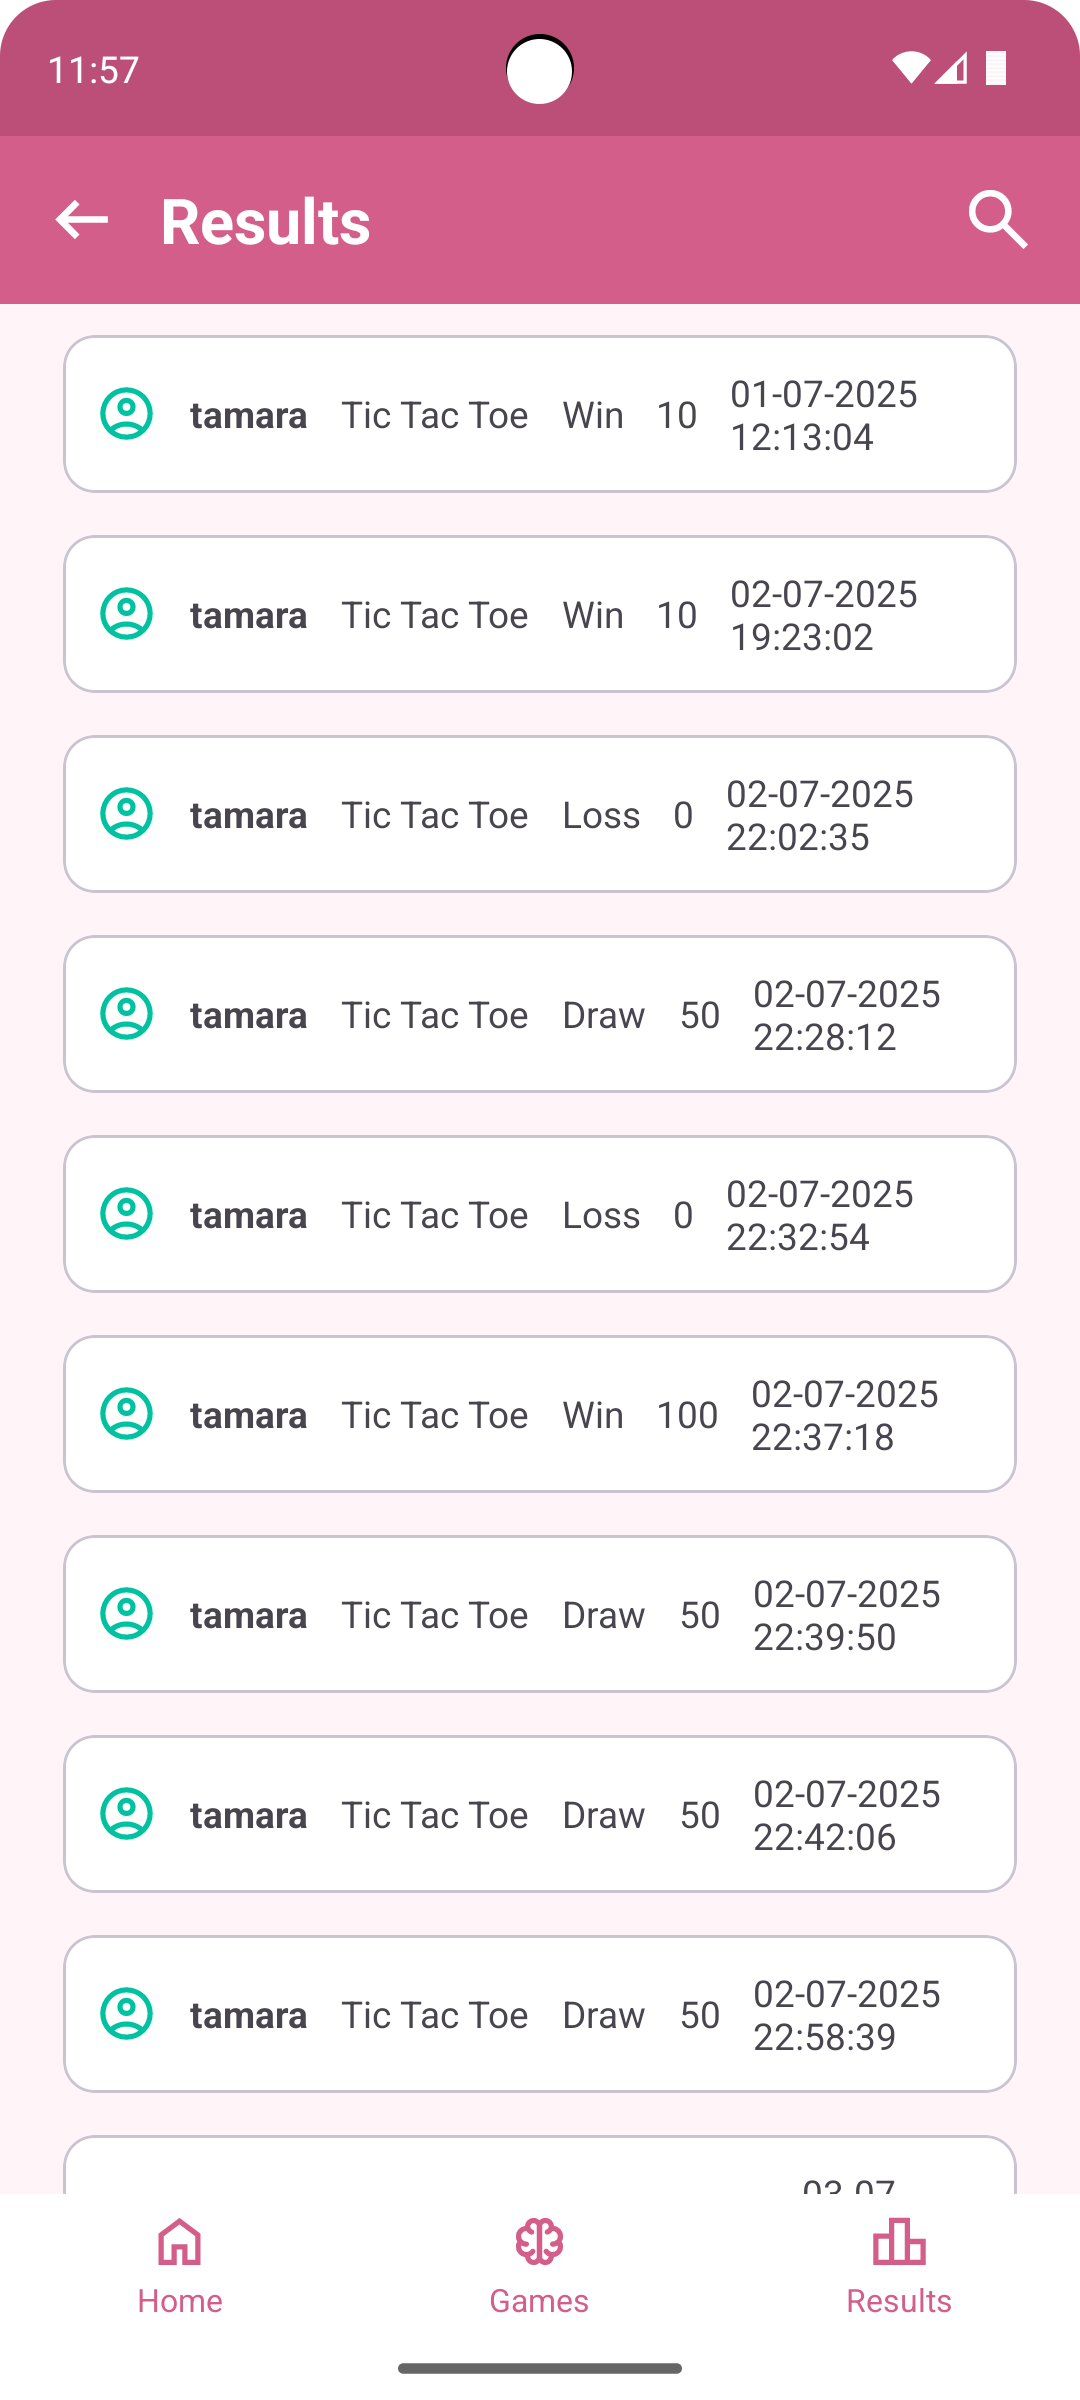 11:57
Results
tamara Tic Tac Toe Win 10 01-07-2025
12:13:04
tamara Tic Tac Toe Win 10 02-07-2025
19:23:02
tamara Tic Tac Toe Loss 0 02-07-2025
22:02:35
tamara Tic Tac Toe Draw 50 02-07-2025
22:28:12
tamara Tic Tac Toe Loss 0 02-07-2025
22:32:54
tamara Tic Tac Toe Win 100 02-07-2025
22:37:18
tamara Tic Tac Toe Draw 50 02-07-2025
22:39:50
tamara Tic Tac Toe Draw 50 02-07-2025
22:42:06
tamara Tic Tac Toe Draw 50 02-07-2025
22:58:39
Home Games Results